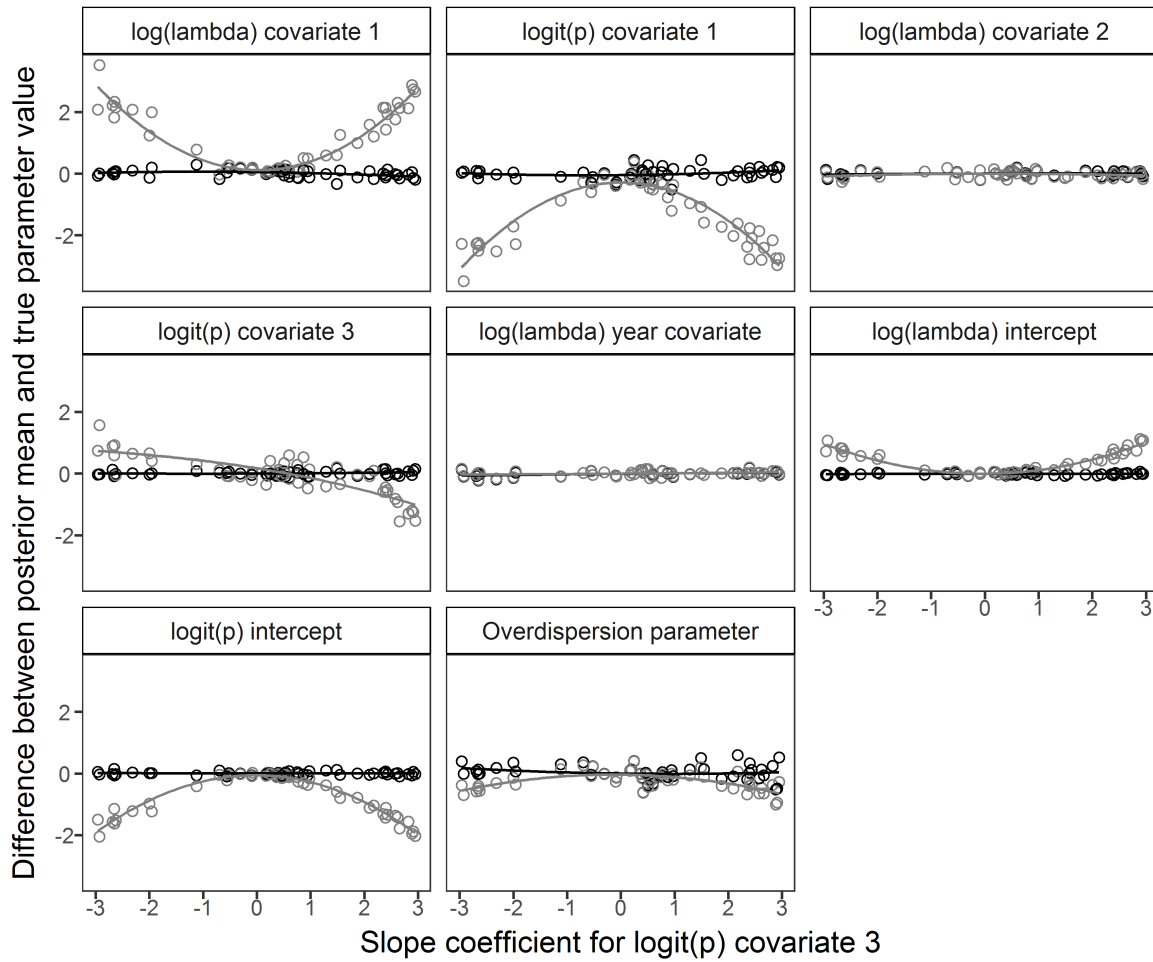 Difference between posterior mean and true parameter value
log(lambda) covariate 1
logit(p) covariate 1
log(lambda) covariate 2
2
0
-2
logit(p) covariate 3
log(lambda) year covariate
log(lambda) intercept
2
0
-2
-3 -2 -1 0 1 2 3
logit(p) intercept
Overdispersion parameter
2
0
-2
-3 -2 -1 0 1 2 3
-3 -2 -1 0 1 2 3
Slope coefficient for logit(p) covariate 3